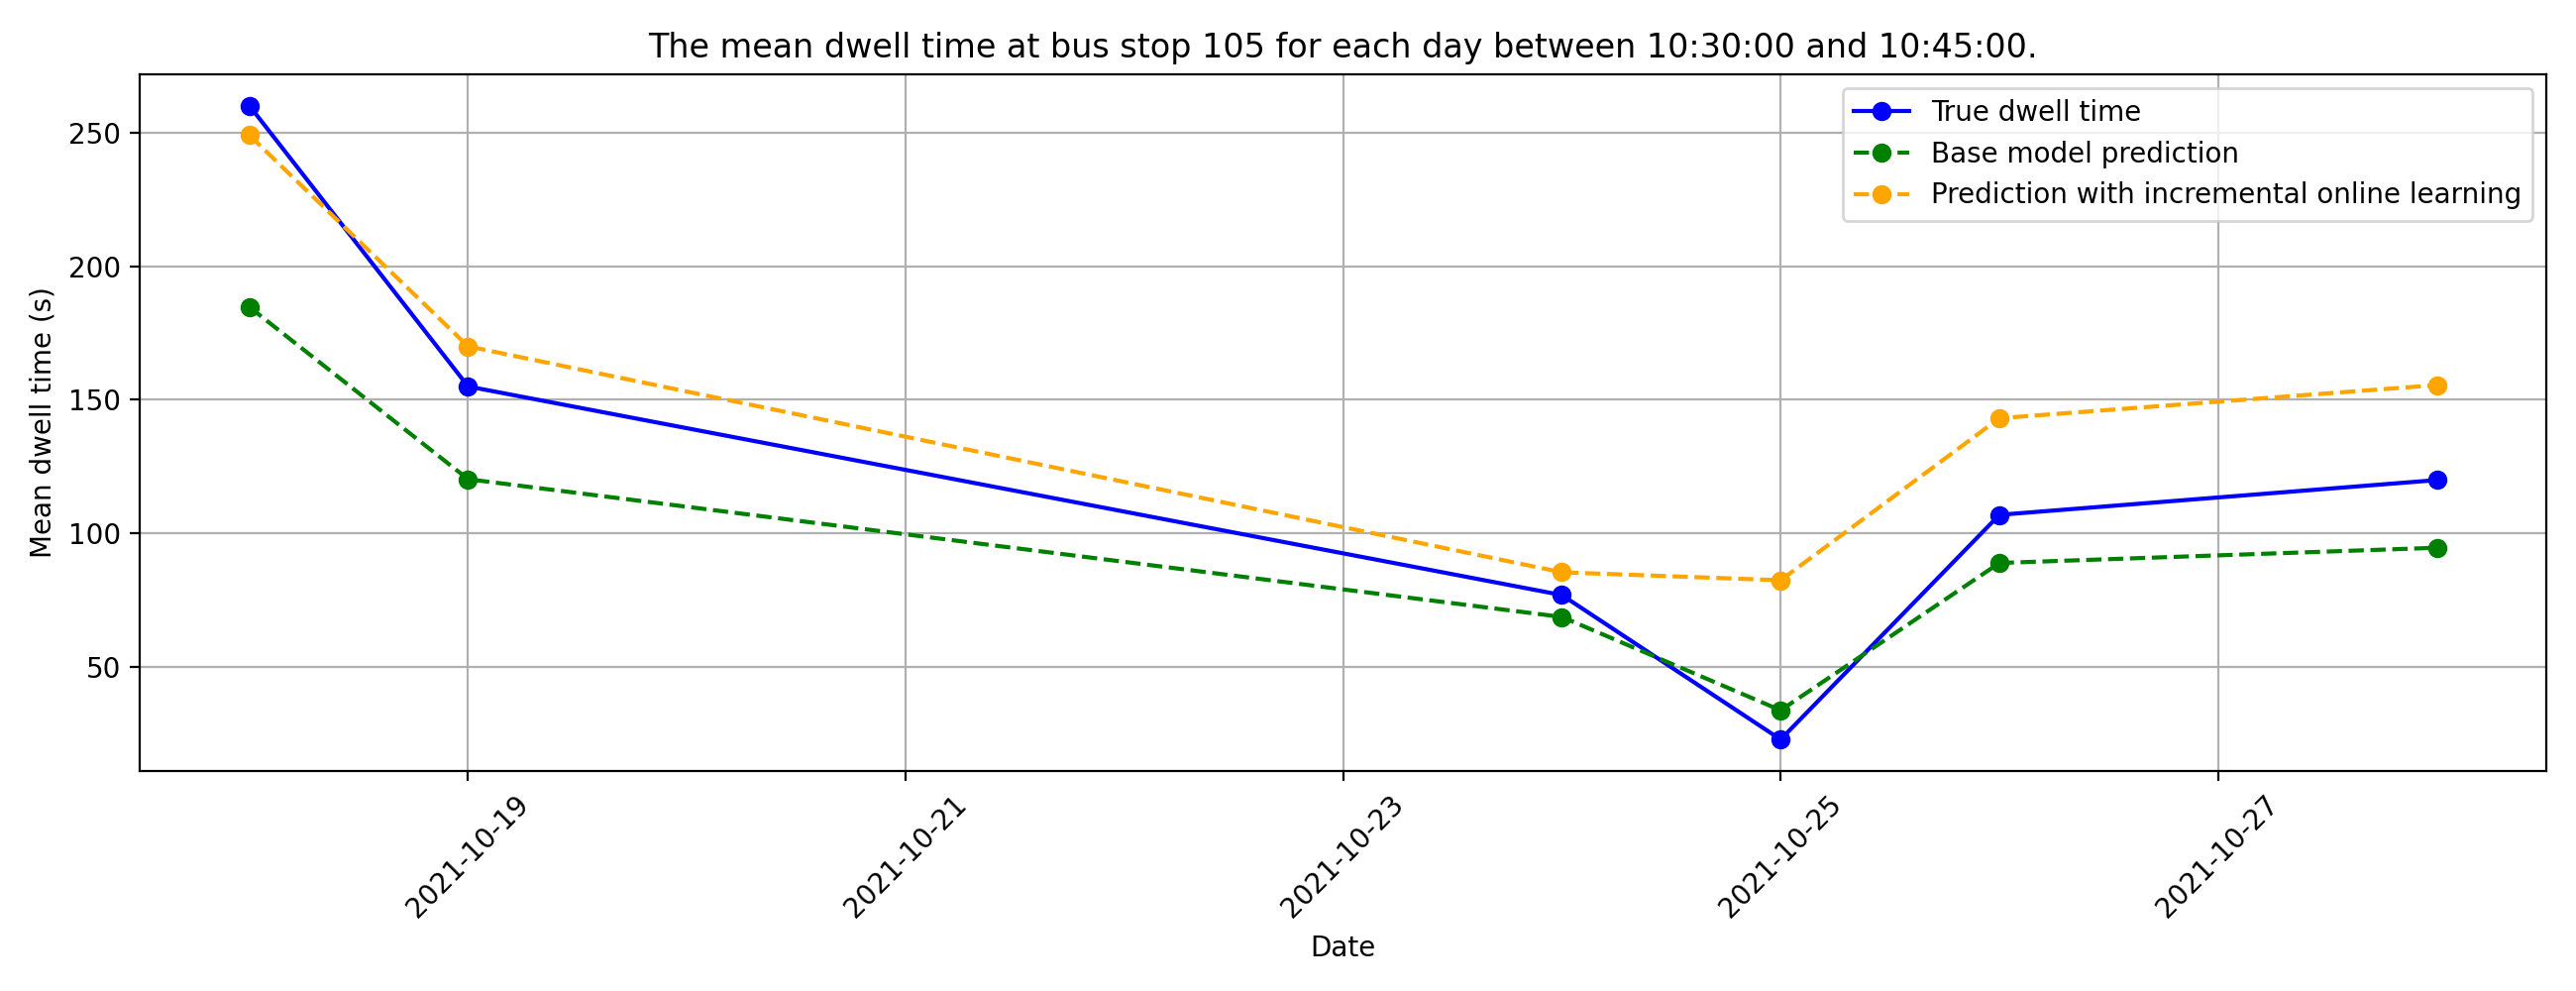 The mean dwell time at bus stop 105 for each day between 10:30:00 and 10:45:00.
True dwell time
Base model prediction
Prediction with incremental online learning
Mean dwell time (s)
250
200
150
100
50
2021-10-19
2021-10-21
2021-10-23
2021-10-25
2021-10-27
Date